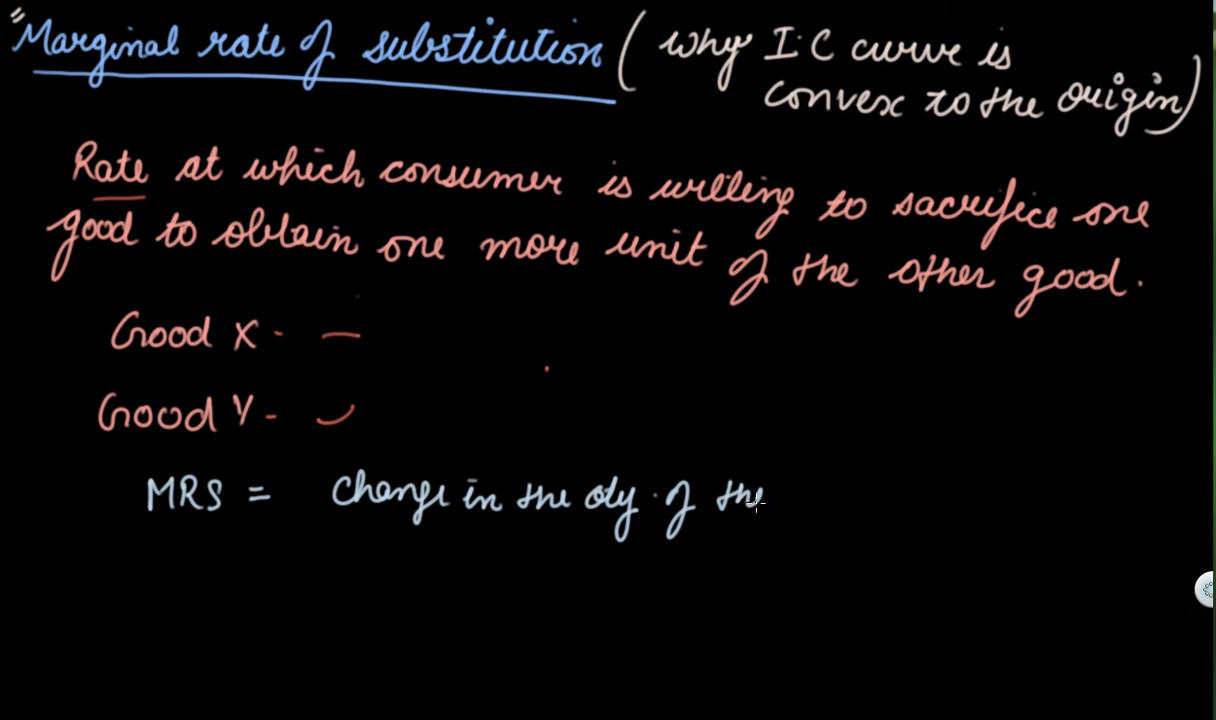 "Marginal rate of substitution ( why I.C curve is
convex to the origin)
Rate at which consumer is willing to sacrifice one
good to obtain one more unit of the other good.
Good X - —
Good Y -
MRS = Change in the qty. of the